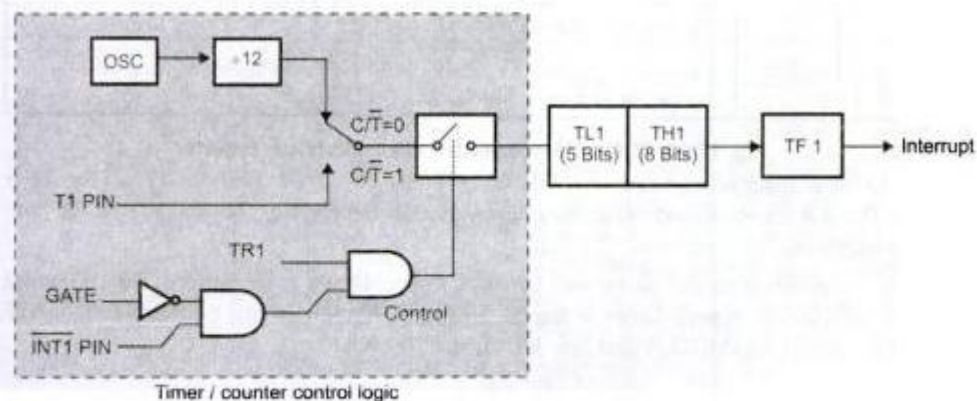 OSC
÷12
C/T̅=0
C/T̅=1
TL1
(5 Bits)
TH1
(8 Bits)
TF 1
Interrupt
T1 PIN
TR1
GATE
I̅N̅T̅1̅ PIN
Control
Timer / counter control logic